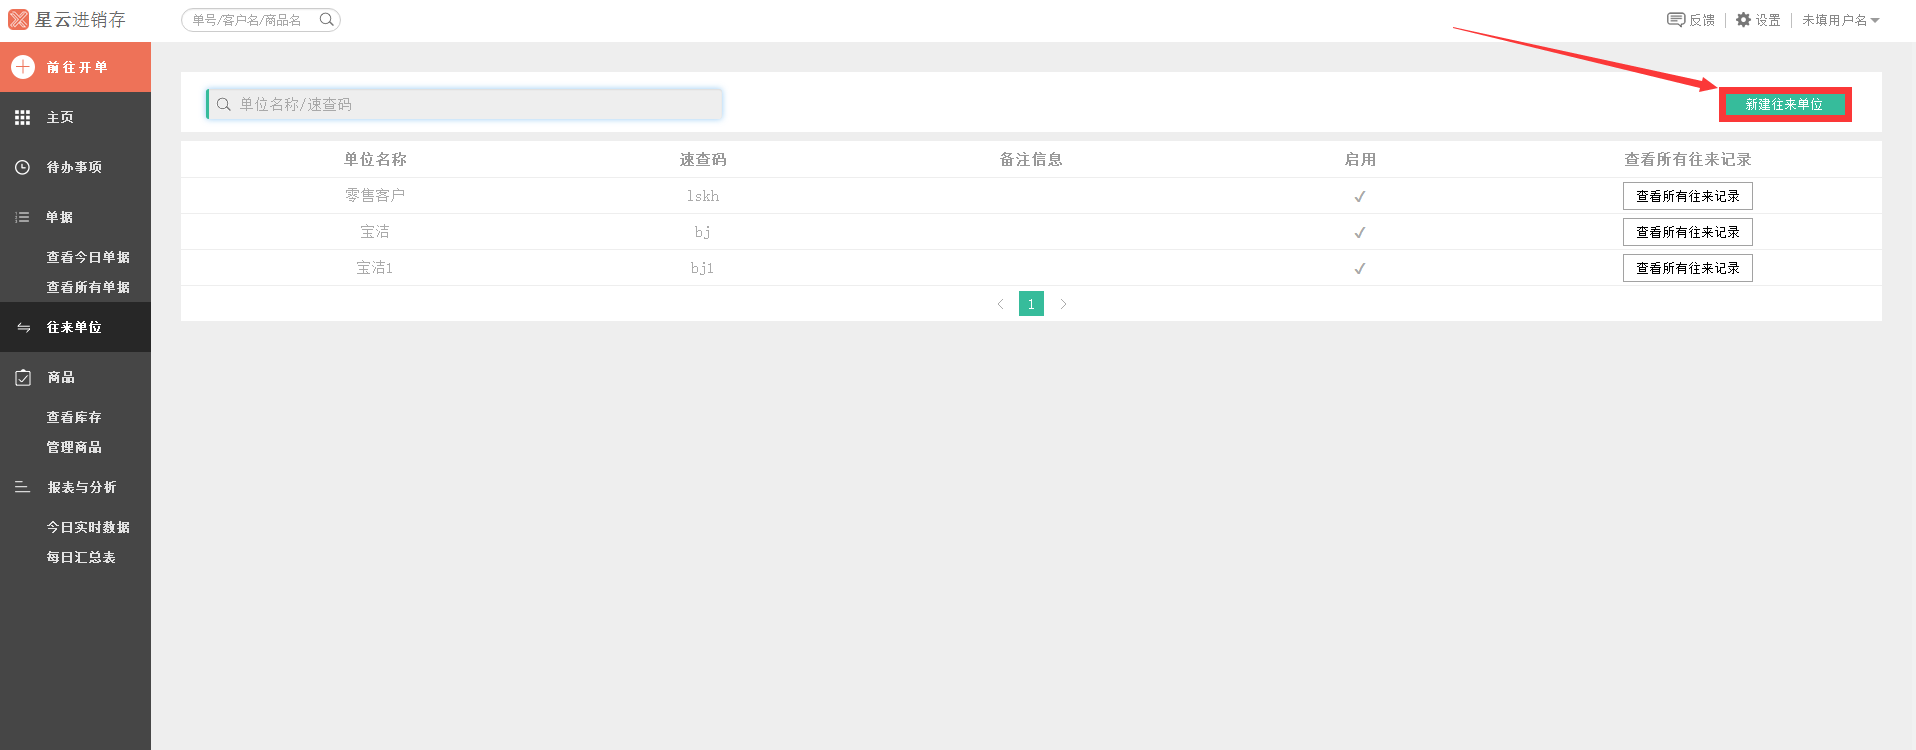 星云进销存
单号/客户名/商品名
反馈
设置
未填用户名
前往开单
主页
待办事项
单据
查看今日单据
查看所有单据
往来单位
商品
查看库存
管理商品
报表与分析
今日实时数据
每日汇总表
单位名称/速查码
新建往来单位
单位名称 速查码 备注信息 启用 查看所有往来记录
零售客户 lskh ✓ 查看所有往来记录
宝洁 bj ✓ 查看所有往来记录
宝洁1 bj1 ✓ 查看所有往来记录
< 1 >